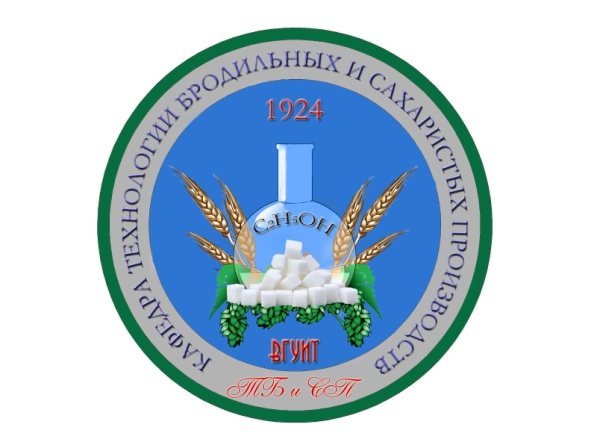 КАФЕДРА ТЕХНОЛОГИИ БРОДИЛЬНЫХ И САХАРИСТЫХ ПРОИЗВОДСТВ
1924
C2H5OH
ВГУИТ
ТБ и СП